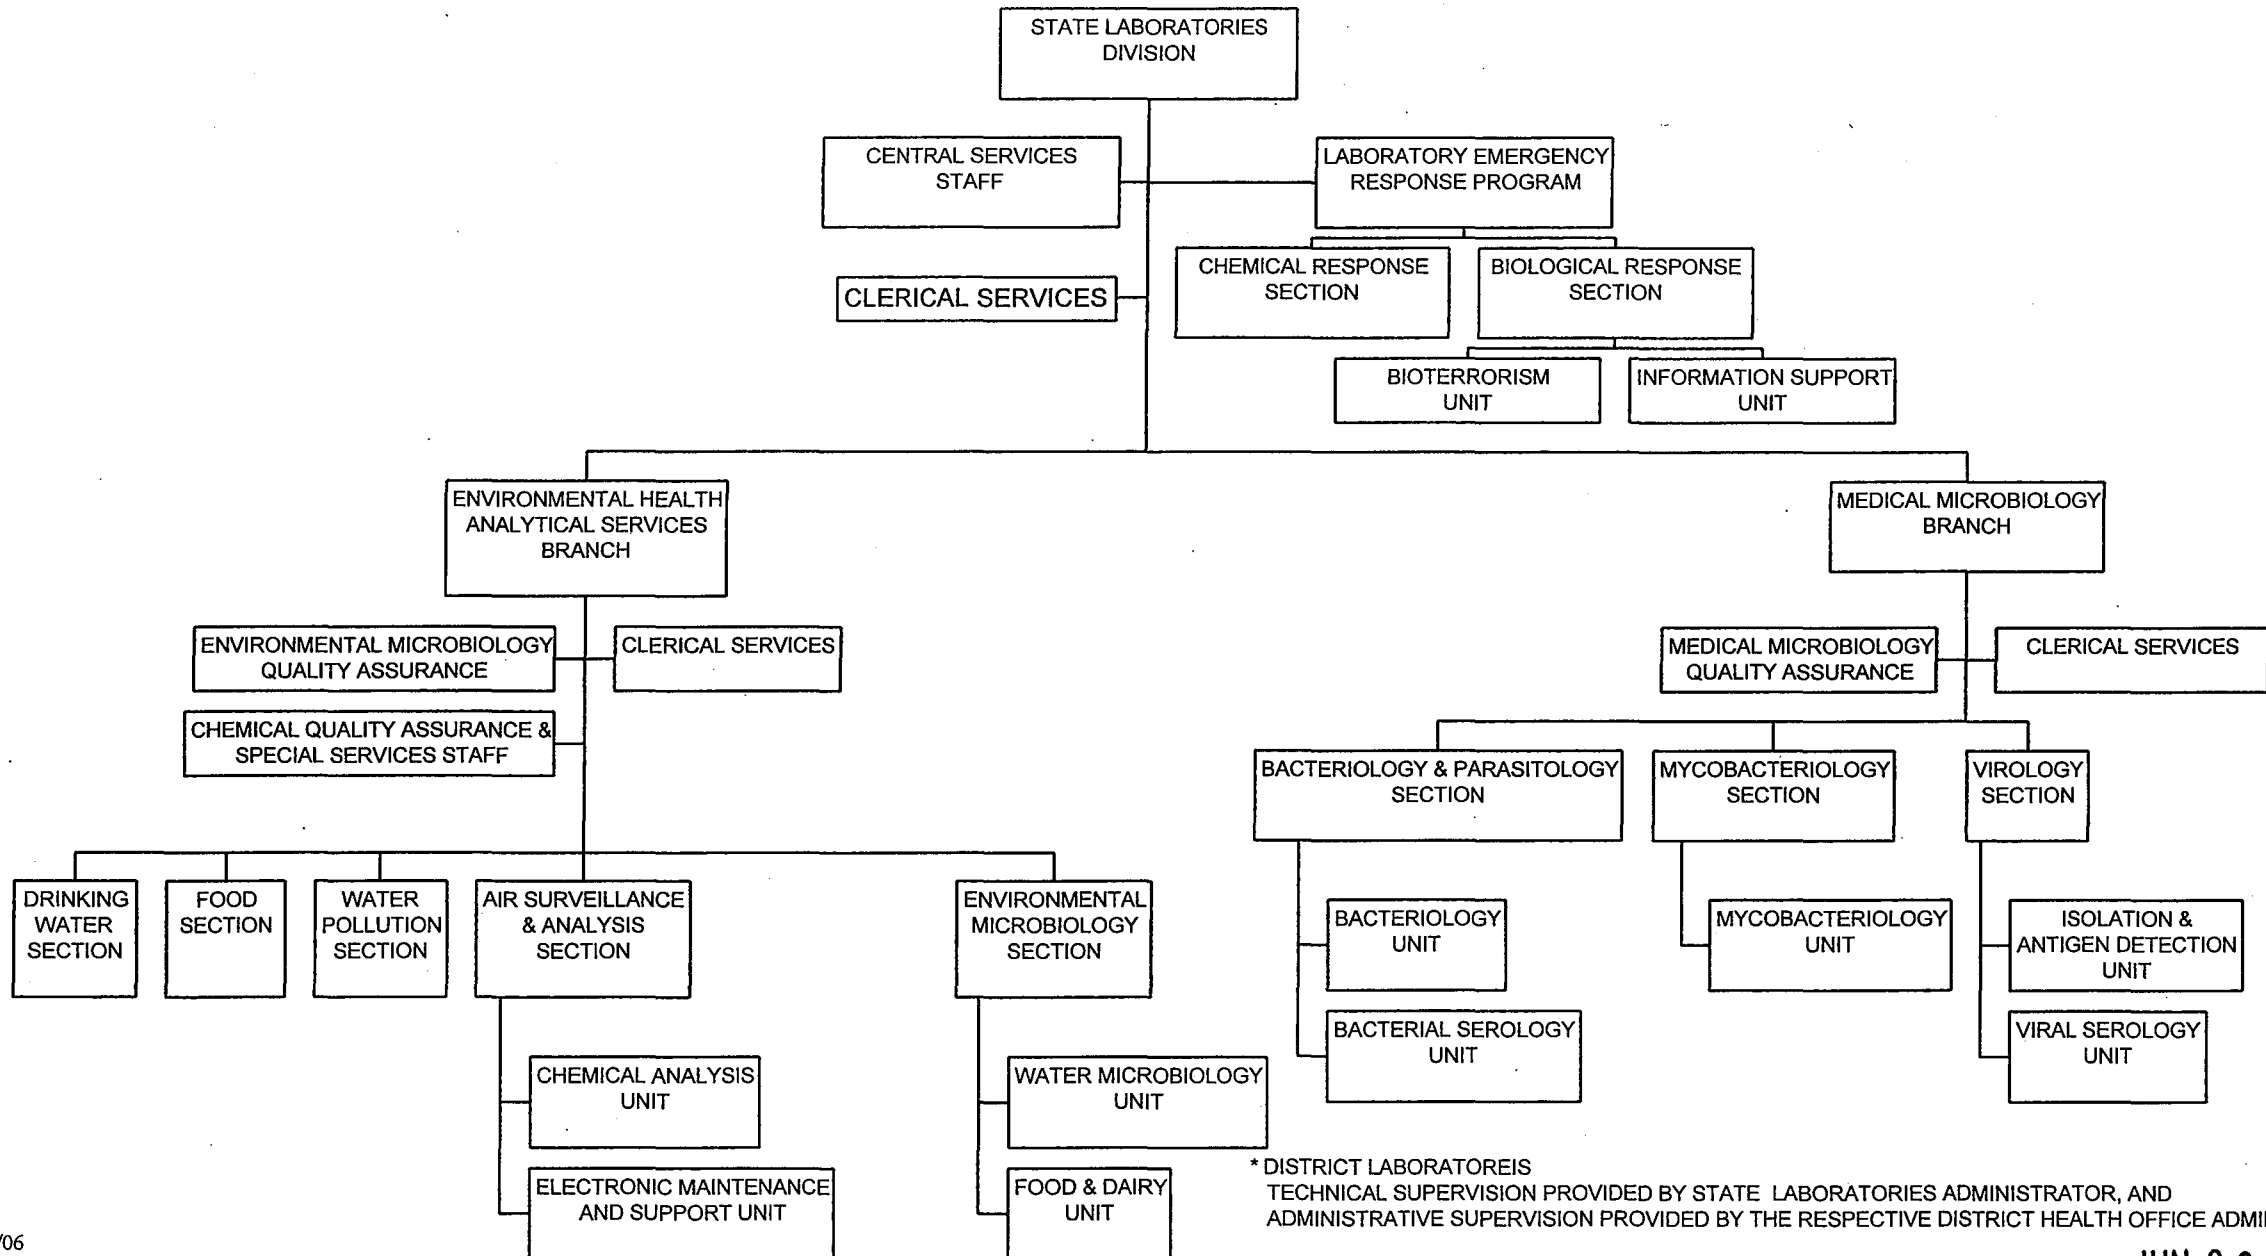 STATE LABORATORIES
DIVISION
CENTRAL SERVICES
STAFF
LABORATORY EMERGENCY
RESPONSE PROGRAM
CHEMICAL RESPONSE
SECTION
BIOLOGICAL RESPONSE
SECTION
CLERICAL SERVICES
BIOTERRORISM
UNIT
INFORMATION SUPPORT
UNIT
ENVIRONMENTAL HEALTH
ANALYTICAL SERVICES
BRANCH
MEDICAL MICROBIOLOGY
BRANCH
ENVIRONMENTAL MICROBIOLOGY
QUALITY ASSURANCE
CLERICAL SERVICES
MEDICAL MICROBIOLOGY
QUALITY ASSURANCE
CLERICAL SERVICES
CHEMICAL QUALITY ASSURANCE &
SPECIAL SERVICES STAFF
BACTERIOLOGY & PARASITOLOGY
SECTION
MYCOBACTERIOLOGY
SECTION
VIROLOGY
SECTION
DRINKING
WATER
SECTION
FOOD
SECTION
WATER
POLLUTION
SECTION
AIR SURVEILLANCE
& ANALYSIS
SECTION
ENVIRONMENTAL
MICROBIOLOGY
SECTION
BACTERIOLOGY
UNIT
MYCOBACTERIOLOGY
UNIT
ISOLATION &
ANTIGEN DETECTION
UNIT
BACTERIAL SEROLOGY
UNIT
VIRAL SEROLOGY
UNIT
CHEMICAL ANALYSIS
UNIT
WATER MICROBIOLOGY
UNIT
ELECTRONIC MAINTENANCE
AND SUPPORT UNIT
FOOD & DAIRY
UNIT
* DISTRICT LABORATOREIS
TECHNICAL SUPERVISION PROVIDED BY STATE LABORATORIES ADMINISTRATOR, AND
ADMINISTRATIVE SUPERVISION PROVIDED BY THE RESPECTIVE DISTRICT HEALTH OFFICE
/06